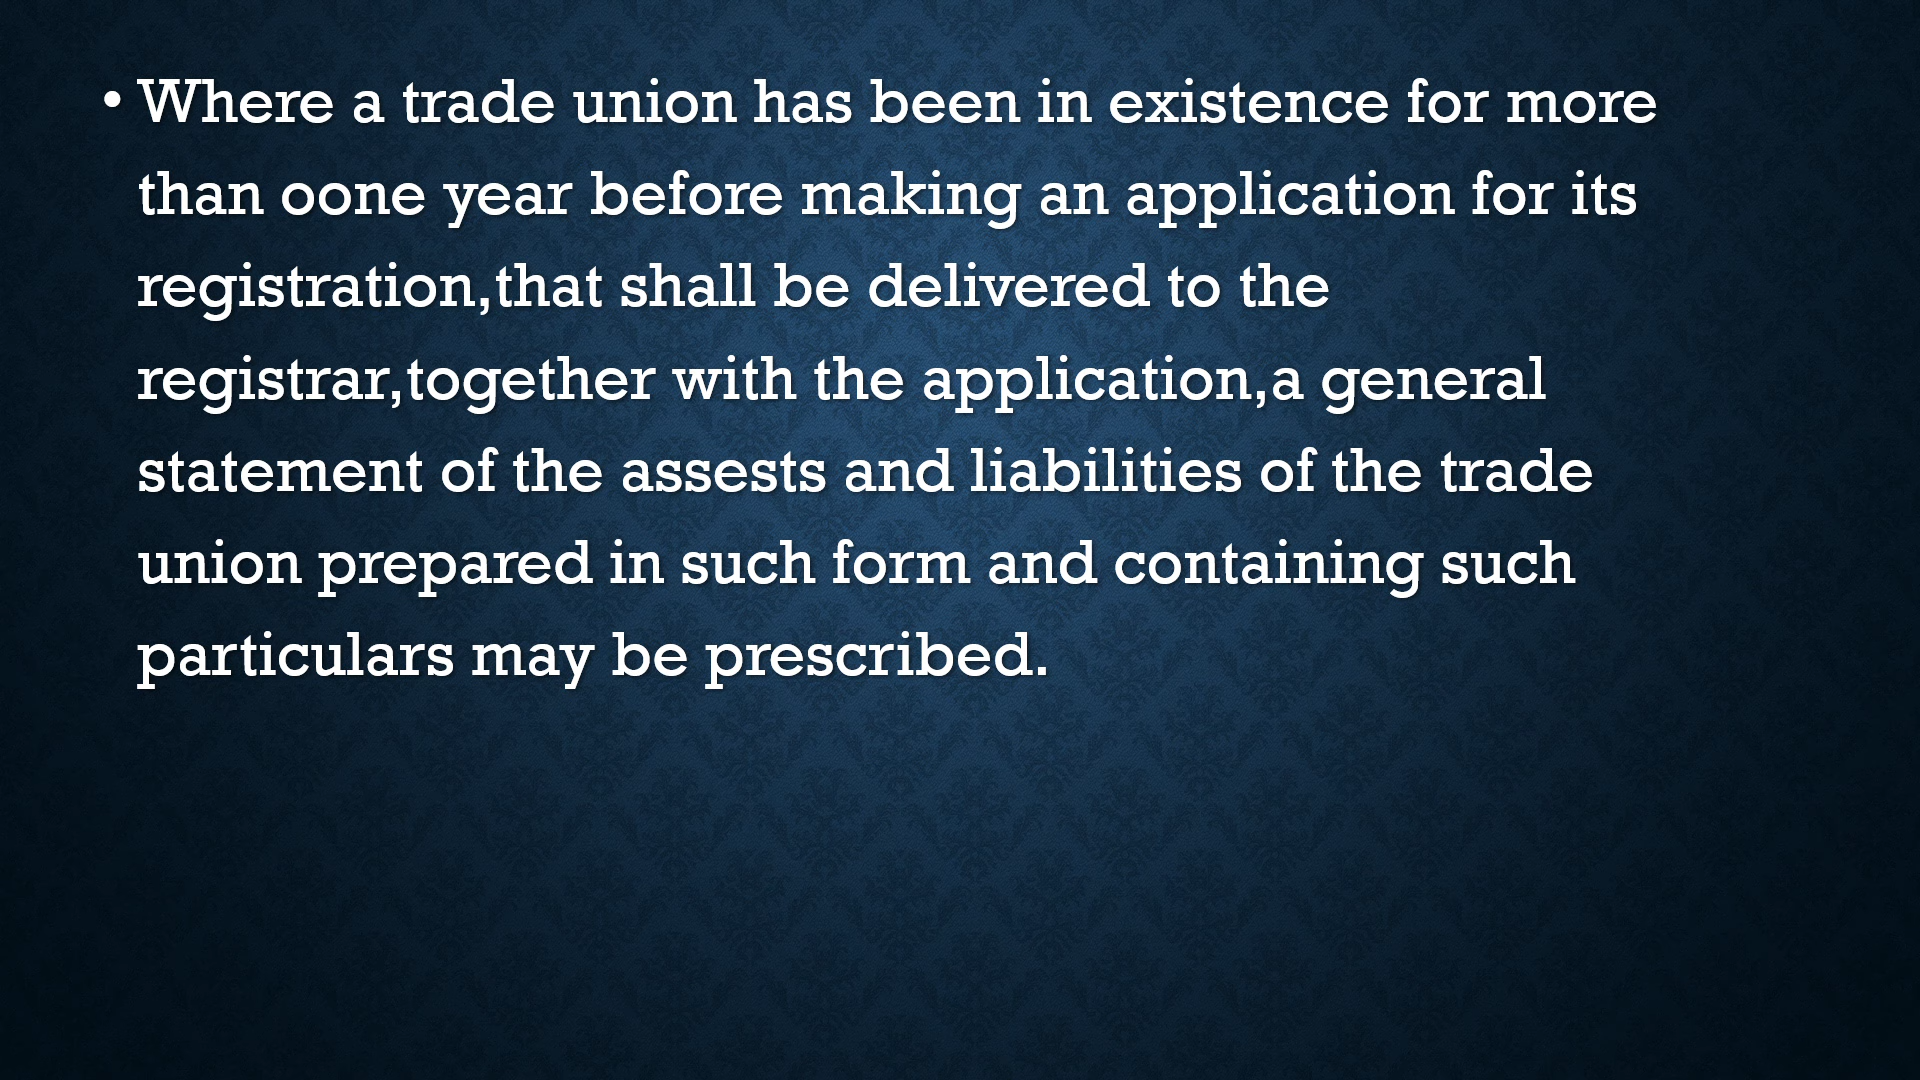 • Where a trade union has been in existence for more
than oone year before making an application for its
registration,that shall be delivered to the
registrar,together with the application,a general
statement of the assests and liabilities of the trade
union prepared in such form and containing such
particulars may be prescribed.